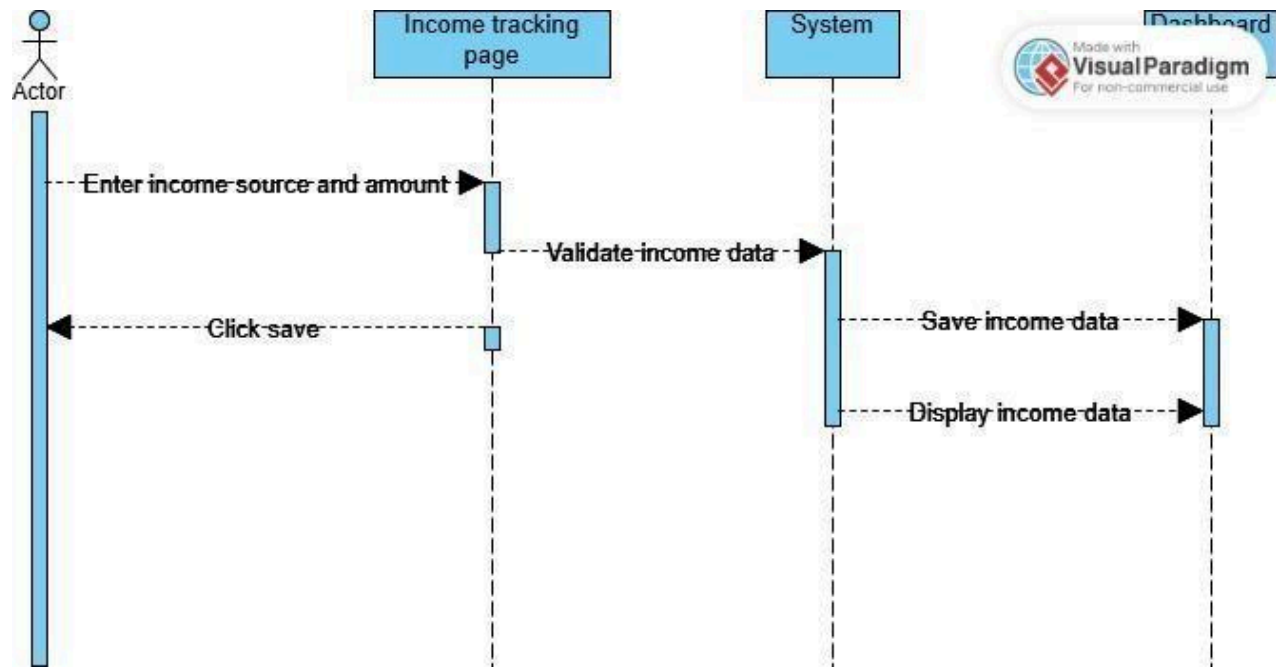 Income tracking
page
System
Dashboard
Made with
Visual Paradigm
For non-commercial use
Actor
Enter income source and amount
Validate income data
Save income data
Click save
Display income data